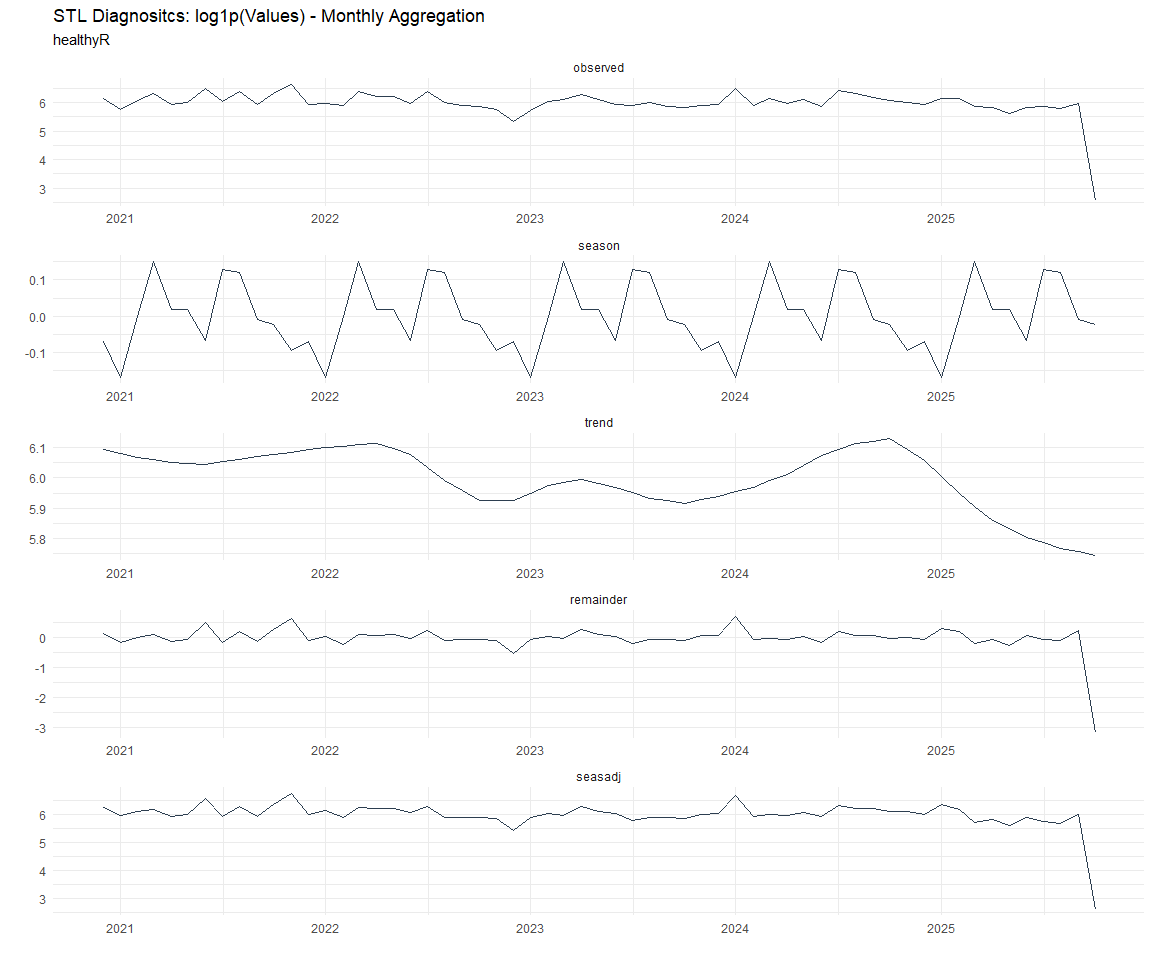 STL Diagnositcs: log1p(Values) - Monthly Aggregation
healthyR
observed
6
5
4
3
2021 2022 2023 2024 2025
season
0.1
0.0
-0.1
2021 2022 2023 2024 2025
trend
6.1
6.0
5.9
5.8
2021 2022 2023 2024 2025
remainder
0
-1
-2
-3
2021 2022 2023 2024 2025
seasadj
6
5
4
3
2021 2022 2023 2024 2025